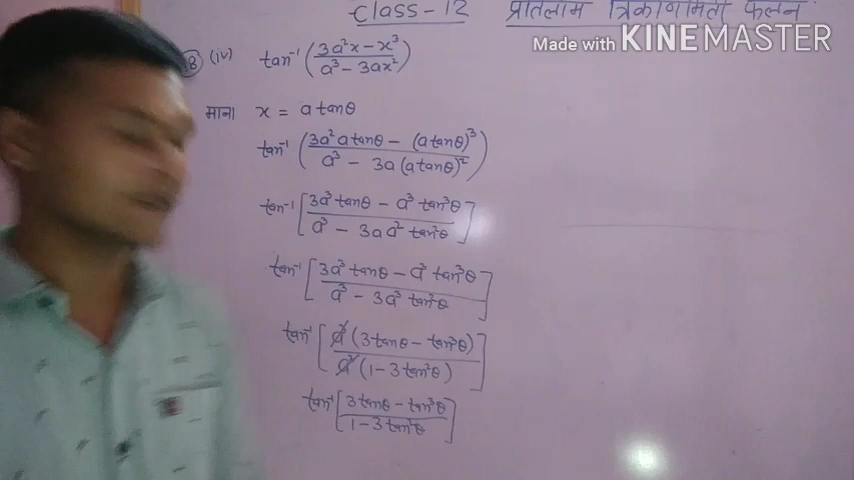 Class - 12 प्रतिलोम त्रिकोणमिती फलन
Made with KINEMASTER
8 (iv) tan⁻¹ (3a²x - x³ / a³ - 3ax²)
माना x = a tanθ
tan⁻¹ (3a² a tanθ - (a tanθ)³ / a³ - 3a (a tanθ)²)
tan⁻¹ [3a³ tanθ - a³ tan³θ / a³ - 3a a² tan²θ]
tan⁻¹ [3a³ tanθ - a³ tan³θ / a³ - 3a³ tan²θ]
tan⁻¹ [a³ (3tanθ - tan³θ) / a³ (1 - 3tan²θ)]
tan⁻¹ [3tanθ - tan³θ / 1 - 3tan²θ]